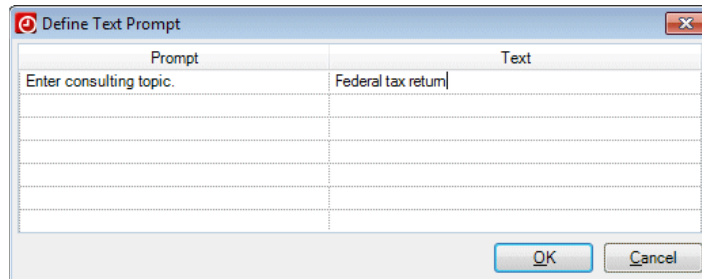 Define Text Prompt
Prompt Text
Enter consulting topic. Federal tax return
OK Cancel